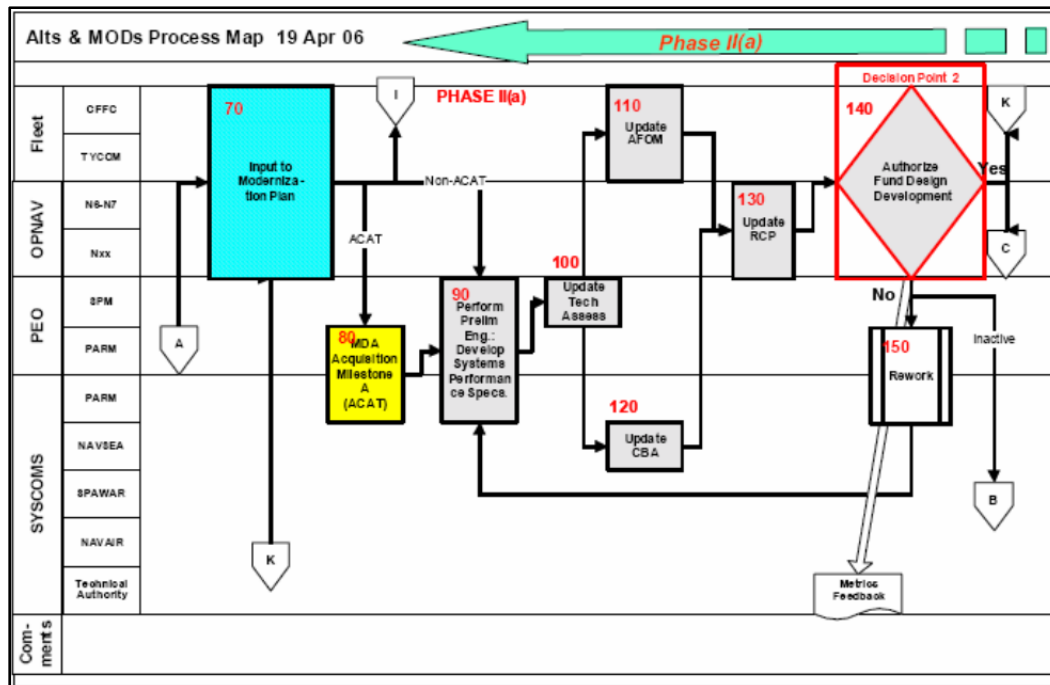 Alts & MODs Process Map 19 Apr 06
Phase II(a)
Decision Point 2
Fleet
CFFC
TYCOM
OPNAV
N6-N7
Nxx
PEO
SPM
PARM
SYSCOMS
PARM
NAVSEA
SPAWAR
NAVAIR
Technical
Authority
Com-
ments
70
Input to
Moderniza-
tion Plan
I
PHASE II(a)
Non-ACAT
ACAT
A
K
80
MDA
Acquisition
Milestone
A
(ACAT)
90
Perform
Prelim
Eng.:
Develop
Systems
Performan
ce Specs.
100
Update
Tech
Assess
110
Update
AFOM
120
Update
CBA
130
Update
RCP
140
Authorize
Fund Design
Development
Yes
K
C
No
150
Rework
Inactive
B
Metrics
Feedback